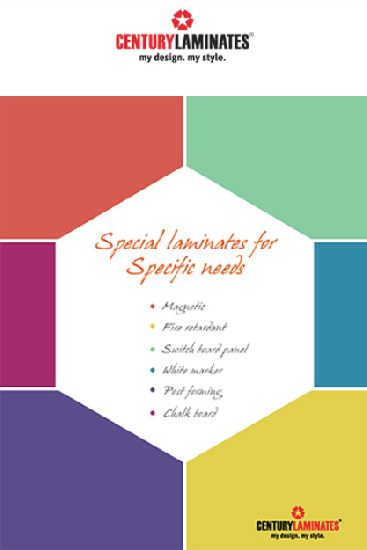 CENTURYLAMINATES®
my design. my style.
Special laminates for
Specific needs
• Magnetic
• Fire retardant
• Switch board panel
• White marker
• Post forming
• Chalk board
CENTURYLAMINATES®
my design. my style.